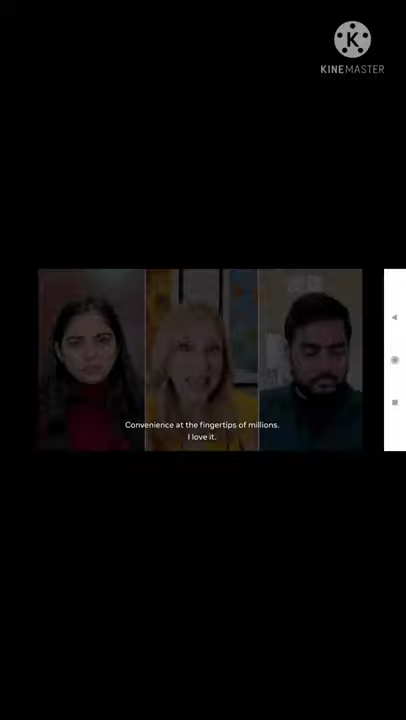 KINEMASTER
Convenience at the fingertips of millions.
I love it.